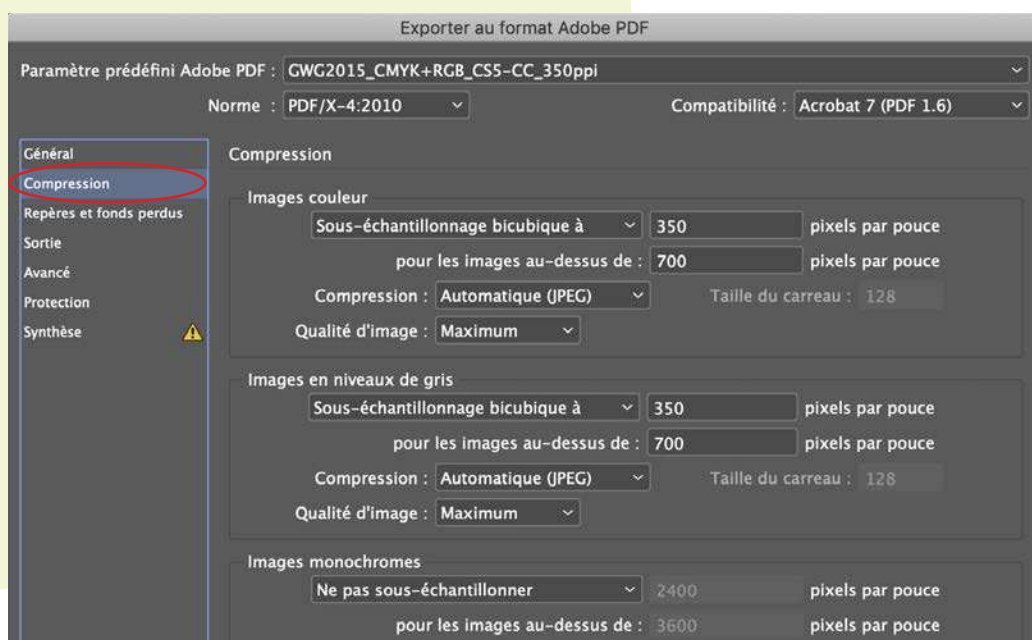 Exporter au format Adobe PDF
Paramètre prédéfini Adobe PDF : GWG2015_CMYK+RGB_CS5-CC_350ppi
Norme : PDF/X-4:2010 Compatibilité : Acrobat 7 (PDF 1.6)
Général
Compression
Repères et fonds perdus
Sortie
Avancé
Protection
Synthèse
Compression
Images couleur
Sous-échantillonnage bicubique à 350 pixels par pouce
pour les images au-dessus de : 700 pixels par pouce
Compression : Automatique (JPEG) Taille du carreau : 128
Qualité d'image : Maximum
Images en niveaux de gris
Sous-échantillonnage bicubique à 350 pixels par pouce
pour les images au-dessus de : 700 pixels par pouce
Compression : Automatique (JPEG) Taille du carreau : 128
Qualité d'image : Maximum
Images monochromes
Ne pas sous-échantillonner 2400 pixels par pouce
pour les images au-dessus de : 3600 pixels par pouce